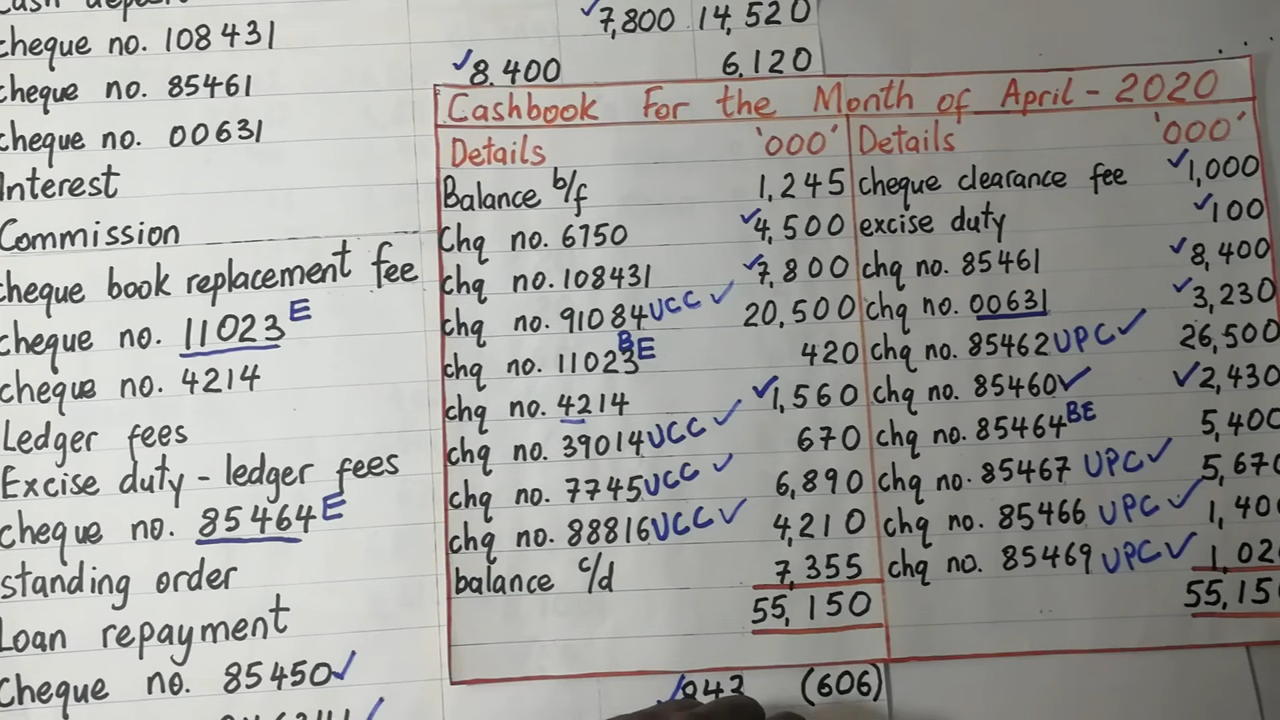 cheque no. 108431
cheque no. 85461
cheque no. 00631
Interest
Commission
cheque book replacement fee
cheque no. 11023 E
cheque no. 4214
Ledger fees
Excise duty - ledger fees
cheque no. 85464 E
standing order
Loan repayment
Cheque no. 85450 ✓
✓7,800 14,520
✓8.400 6.120
Cashbook For the Month of April - 2020
Details '000' Details '000'
Balance b/f 1,245 cheque clearance fee ✓1,000
Chq no. 6750 ✓4,500 excise duty ✓100
chq no. 108431 ✓7,800 chq no. 85461 ✓8,400
chq no. 91084 UCC ✓ 20,500 chq no. 00631 ✓3,230
chq no. 11023 BE 420 chq no. 85462 UPC ✓ 26,500
chq no. 4214 ✓1,560 chq no. 85460 ✓ ✓2,430
chq no. 39014 UCC ✓ 670 chq no. 85464 BE 5,400
chq no. 7745 UCC ✓ 6,890 chq no. 85467 UPC ✓ 5,670
chq no. 88816 UCC ✓ 4,210 chq no. 85466 UPC ✓ 1,400
balance c/d 7,355 chq no. 85469 UPC ✓ 1,02
55,150 55,15
(606)